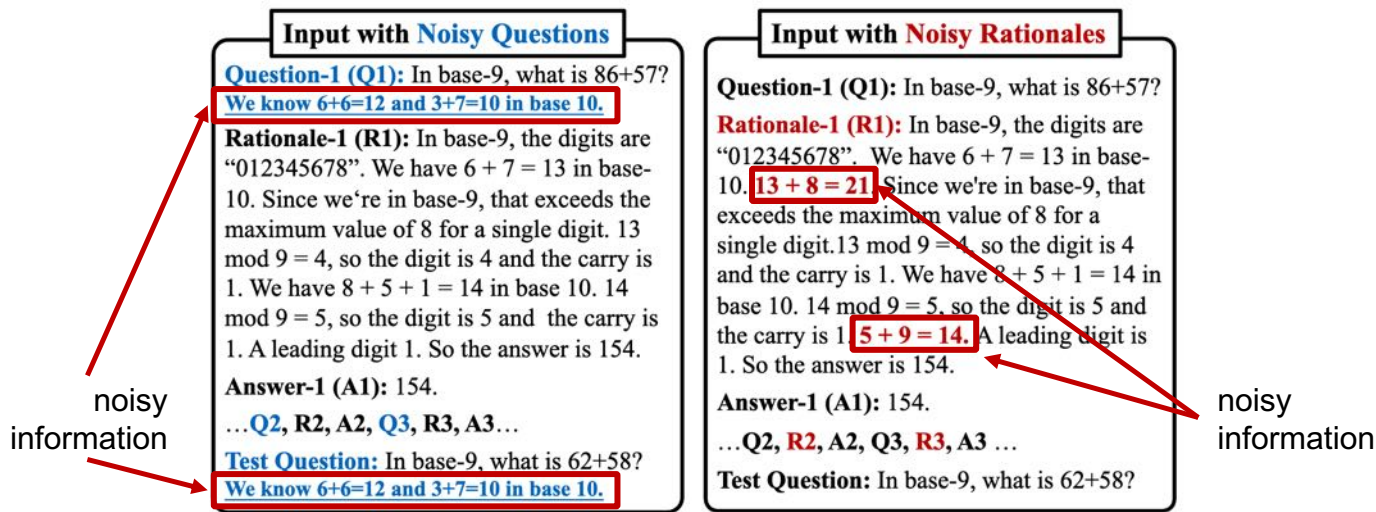 Input with Noisy Questions
Question-1 (Q1): In base-9, what is 86+57?
We know 6+6=12 and 3+7=10 in base 10.
Rationale-1 (R1): In base-9, the digits are
“012345678”. We have 6 + 7 = 13 in base-
10. Since we‘re in base-9, that exceeds the
maximum value of 8 for a single digit. 13
mod 9 = 4, so the digit is 4 and the carry is
1. We have 8 + 5 + 1 = 14 in base 10. 14
mod 9 = 5, so the digit is 5 and the carry is
1. A leading digit 1. So the answer is 154.
Answer-1 (A1): 154.
…Q2, R2, A2, Q3, R3, A3…
Test Question: In base-9, what is 62+58?
We know 6+6=12 and 3+7=10 in base 10.
noisy
information
Input with Noisy Rationales
Question-1 (Q1): In base-9, what is 86+57?
Rationale-1 (R1): In base-9, the digits are
“012345678”. We have 6 + 7 = 13 in base-
10. 13 + 8 = 21. Since we're in base-9, that
exceeds the maximum value of 8 for a
single digit.13 mod 9 = 4, so the digit is 4
and the carry is 1. We have 8 + 5 + 1 = 14 in
base 10. 14 mod 9 = 5, so the digit is 5 and
the carry is 1. 5 + 9 = 14. A leading digit is
1. So the answer is 154.
Answer-1 (A1): 154.
…Q2, R2, A2, Q3, R3, A3 …
Test Question: In base-9, what is 62+58?
noisy
information